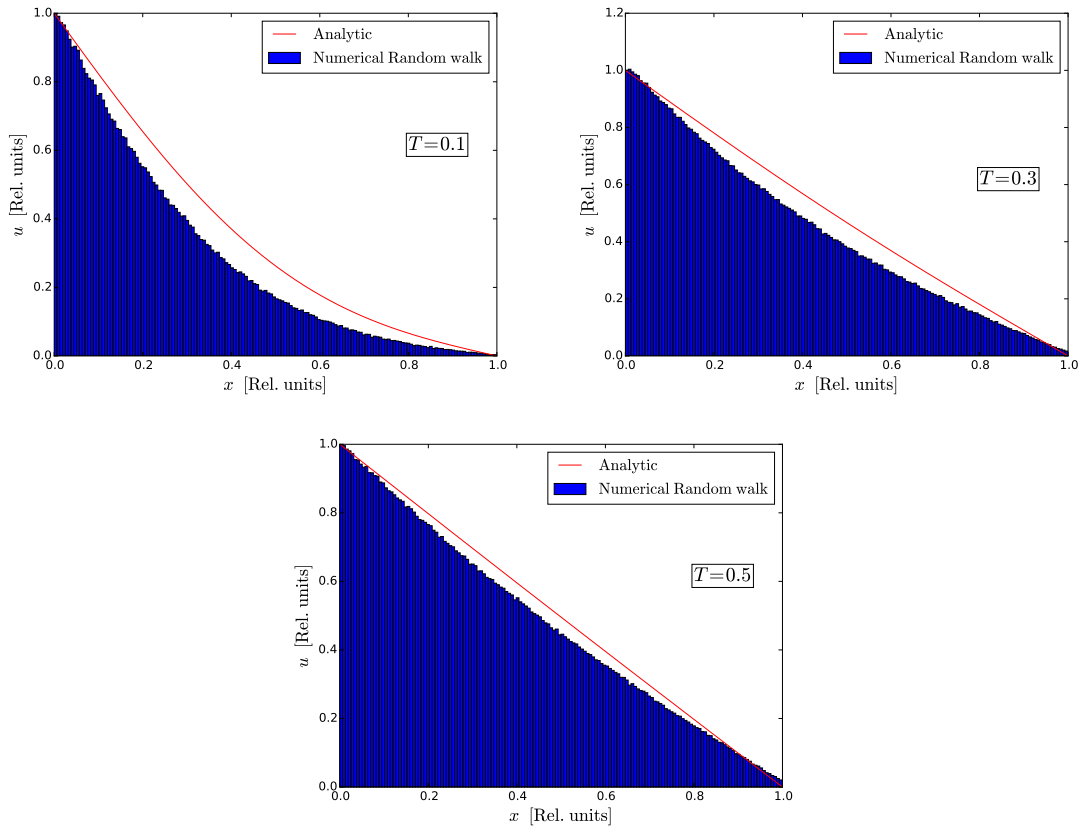 1.0
0.8
0.6
0.4
0.2
0.0
u [Rel. units]
0.0 0.2 0.4 0.6 0.8 1.0
x [Rel. units]
Analytic
Numerical Random walk
T=0.1
1.2
1.0
0.8
0.6
0.4
0.2
0.0
u [Rel. units]
0.0 0.2 0.4 0.6 0.8 1.0
x [Rel. units]
Analytic
Numerical Random walk
T=0.3
1.0
0.8
0.6
0.4
0.2
0.0
u [Rel. units]
0.0 0.2 0.4 0.6 0.8 1.0
x [Rel. units]
Analytic
Numerical Random walk
T=0.5